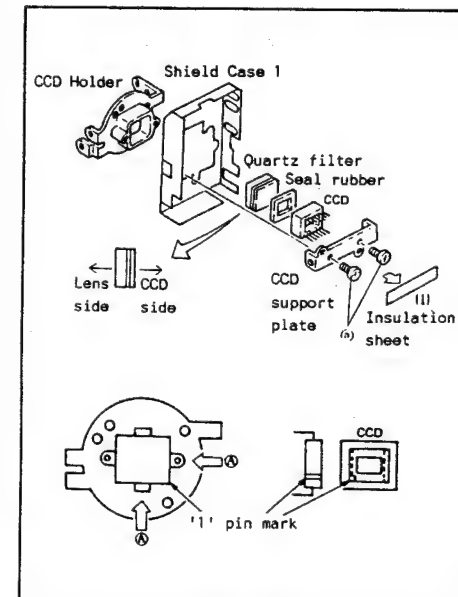 Shield Case 1
CCD Holder
Quartz filter
Seal rubber
CCD
Lens side
CCD side
CCD support plate
(a)
(1)
Insulation sheet
CCD
A
A
'1' pin mark